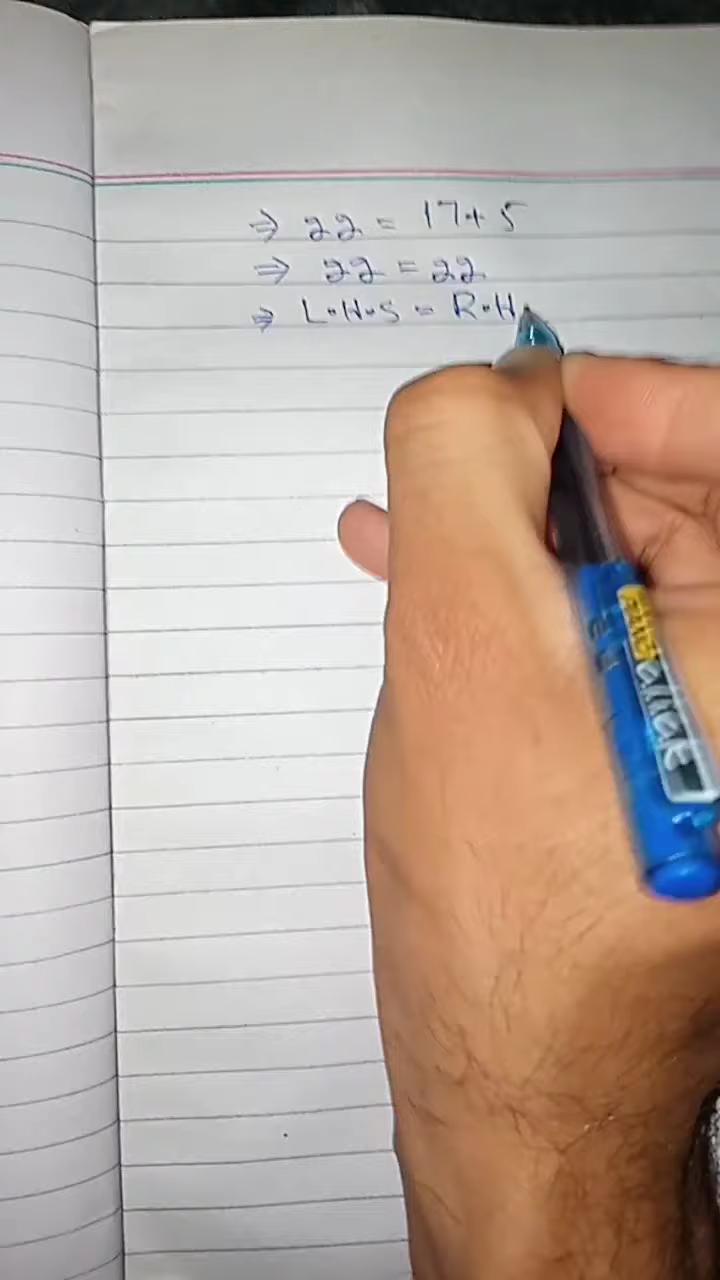 ⇒ 22 = 17+ 5
⇒ 22 = 22
⇒ L.H.S = R.H.